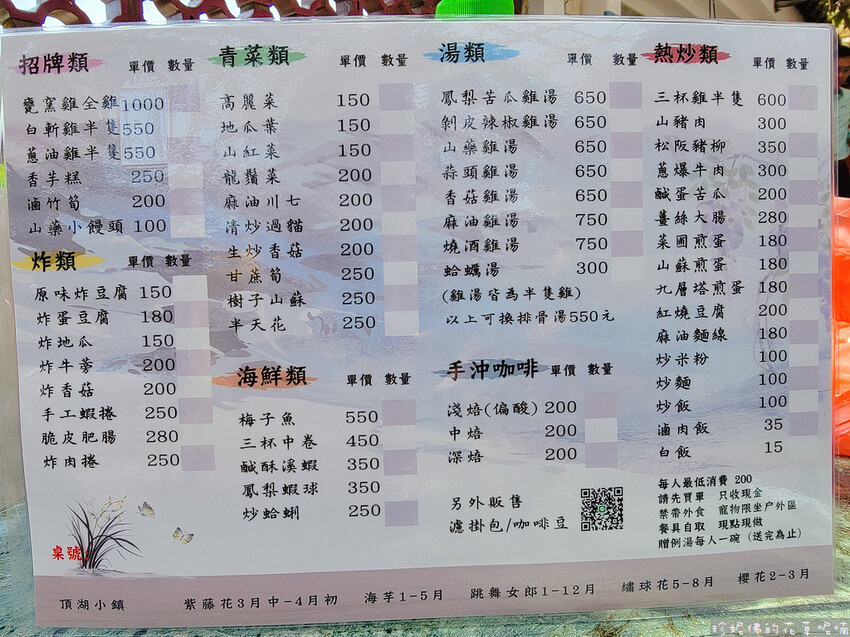 招牌類 單價 數量
甕窯雞全雞 1000
白斬雞半隻 550
蔥油雞半隻 550
香芋糕 250
滷竹筍 200
山藥小饅頭 100
炸類 單價 數量
原味炸豆腐 150
炸蛋豆腐 180
炸地瓜 150
炸牛蒡 200
炸香菇 200
手工蝦捲 250
脆皮肥腸 280
炸肉捲 250
桌號:
青菜類 單價 數量
高麗菜 150
地瓜葉 150
山紅菜 150
龍鬚菜 200
麻油川七 200
清炒過貓 200
生炒香菇 200
甘蔗筍 250
樹子山蘇 250
半天花 250
海鮮類 單價 數量
梅子魚 550
三杯中卷 450
鹹酥溪蝦 350
鳳梨蝦球 350
炒蛤蜊 250
湯類 單價 數量
鳳梨苦瓜雞湯 650
剝皮辣椒雞湯 650
山藥雞湯 650
蒜頭雞湯 650
香菇雞湯 650
麻油雞湯 750
燒酒雞湯 750
蛤蠣湯 300
(雞湯皆為半隻雞)
以上可換排骨湯550元
手沖咖啡 單價 數量
淺焙(偏酸) 200
中焙 200
深焙 200
另外販售
濾掛包/咖啡豆
熱炒類 單價 數量
三杯雞半隻 600
山豬肉 300
松阪豬柳 350
蔥爆牛肉 300
鹹蛋苦瓜 200
薑絲大腸 280
菜圃煎蛋 180
山蘇煎蛋 180
九層塔煎蛋 180
紅燒豆腐 200
麻油麵線 180
炒米粉 100
炒麵 100
炒飯 100
滷肉飯 35
白飯 15
每人最低消費 200
請先買單 只收現金
禁帶外食 寵物限坐戶外區
餐具自取 現點現做
贈例湯每人一碗(送完為止)
頂湖小鎮 紫藤花3月中-4月初 海芋1-5月 跳舞女郎1-12月 繡球花5-8月 櫻花2-3月
珍妮佛的花草呢喃